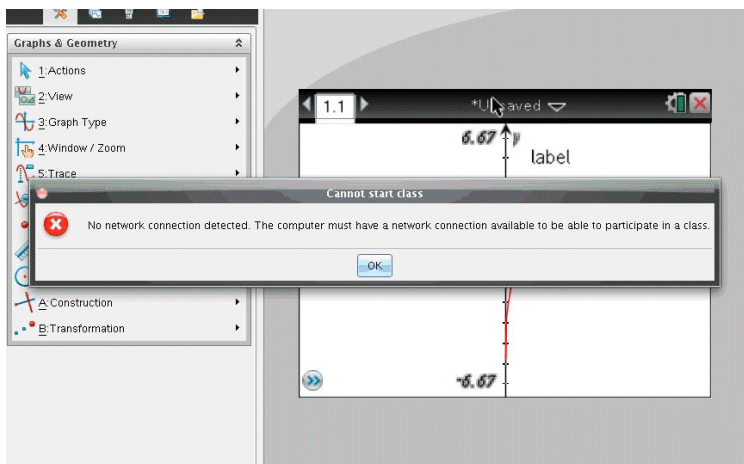 Graphs & Geometry
1:Actions
2:View
3:Graph Type
4:Window / Zoom
5:Trace
A:Construction
B:Transformation
1.1
*Unsaved
6.67
y
label
Cannot start class
No network connection detected. The computer must have a network connection available to be able to participate in a class.
OK
-6.67